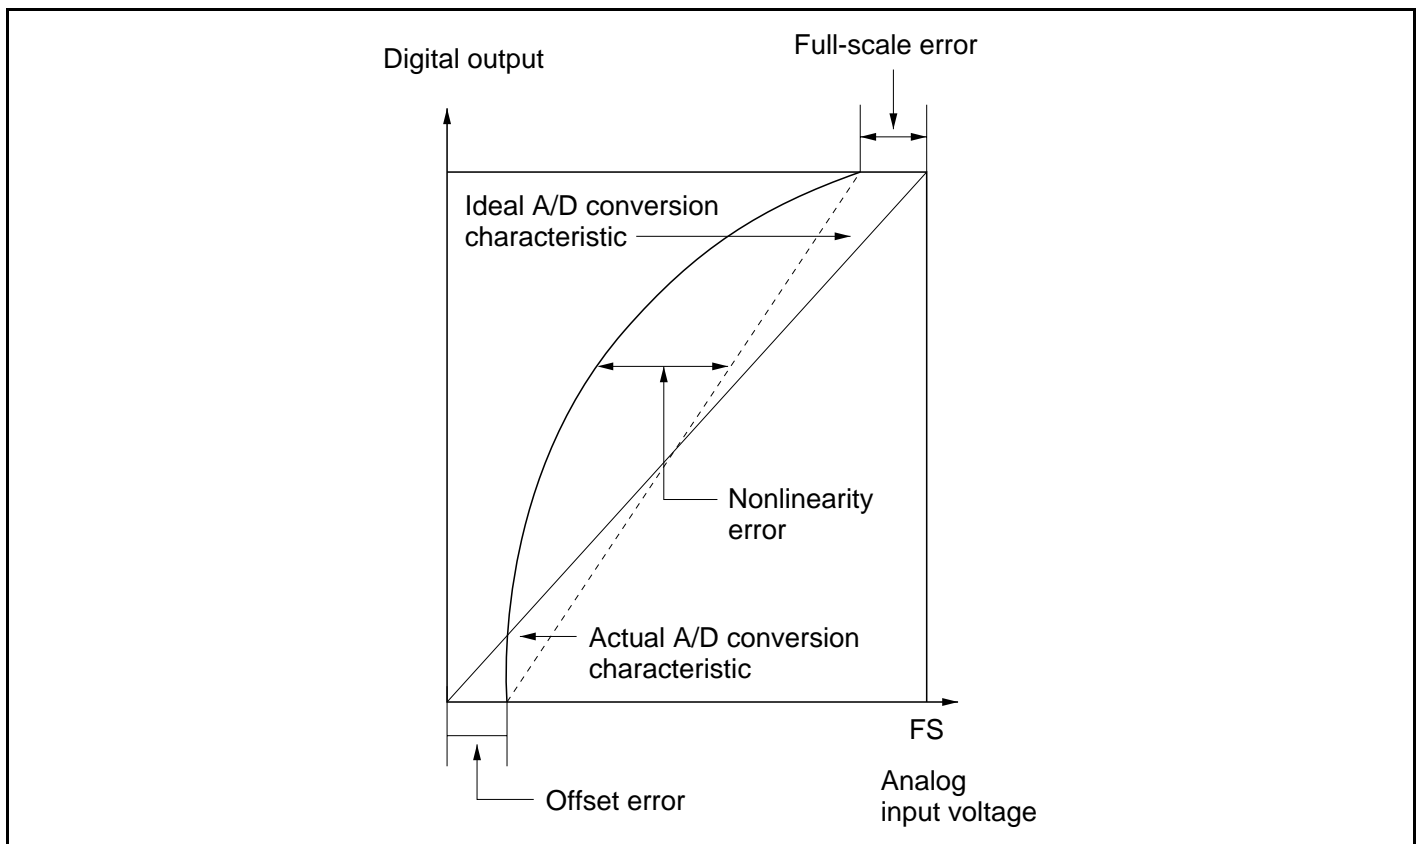 Digital output
Full-scale error
Ideal A/D conversion
characteristic
Nonlinearity
error
Actual A/D conversion
characteristic
FS
Offset error
Analog
input voltage